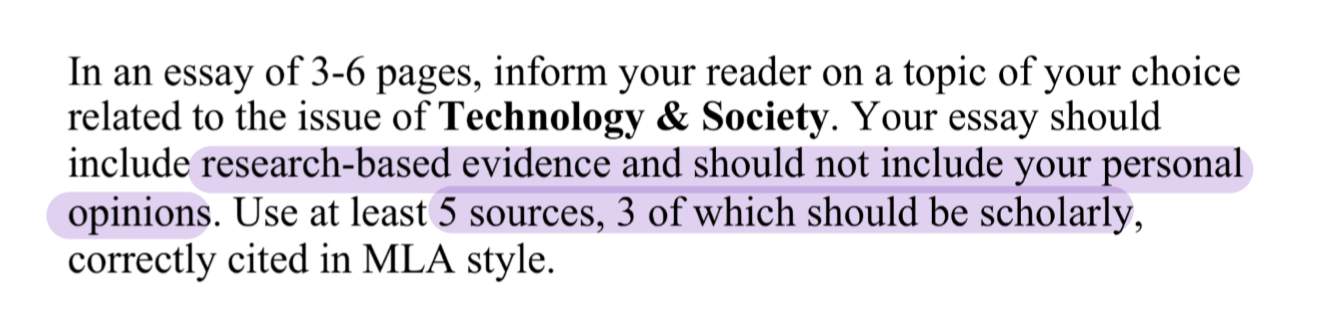 In an essay of 3-6 pages, inform your reader on a topic of your choice
related to the issue of Technology & Society. Your essay should
include research-based evidence and should not include your personal
opinions. Use at least 5 sources, 3 of which should be scholarly,
correctly cited in MLA style.